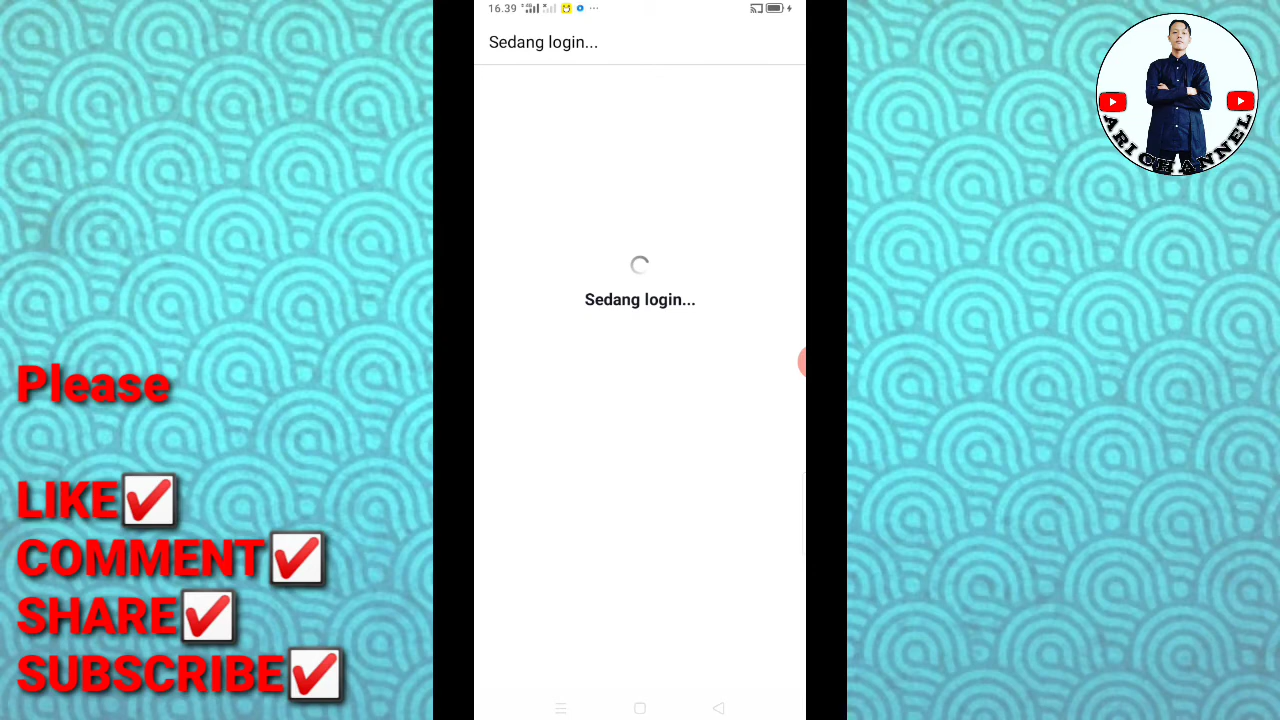 16.39
Sedang login...
ARI CHANNEL
Sedang login...
Please
LIKE
COMMENT
SHARE
SUBSCRIBE